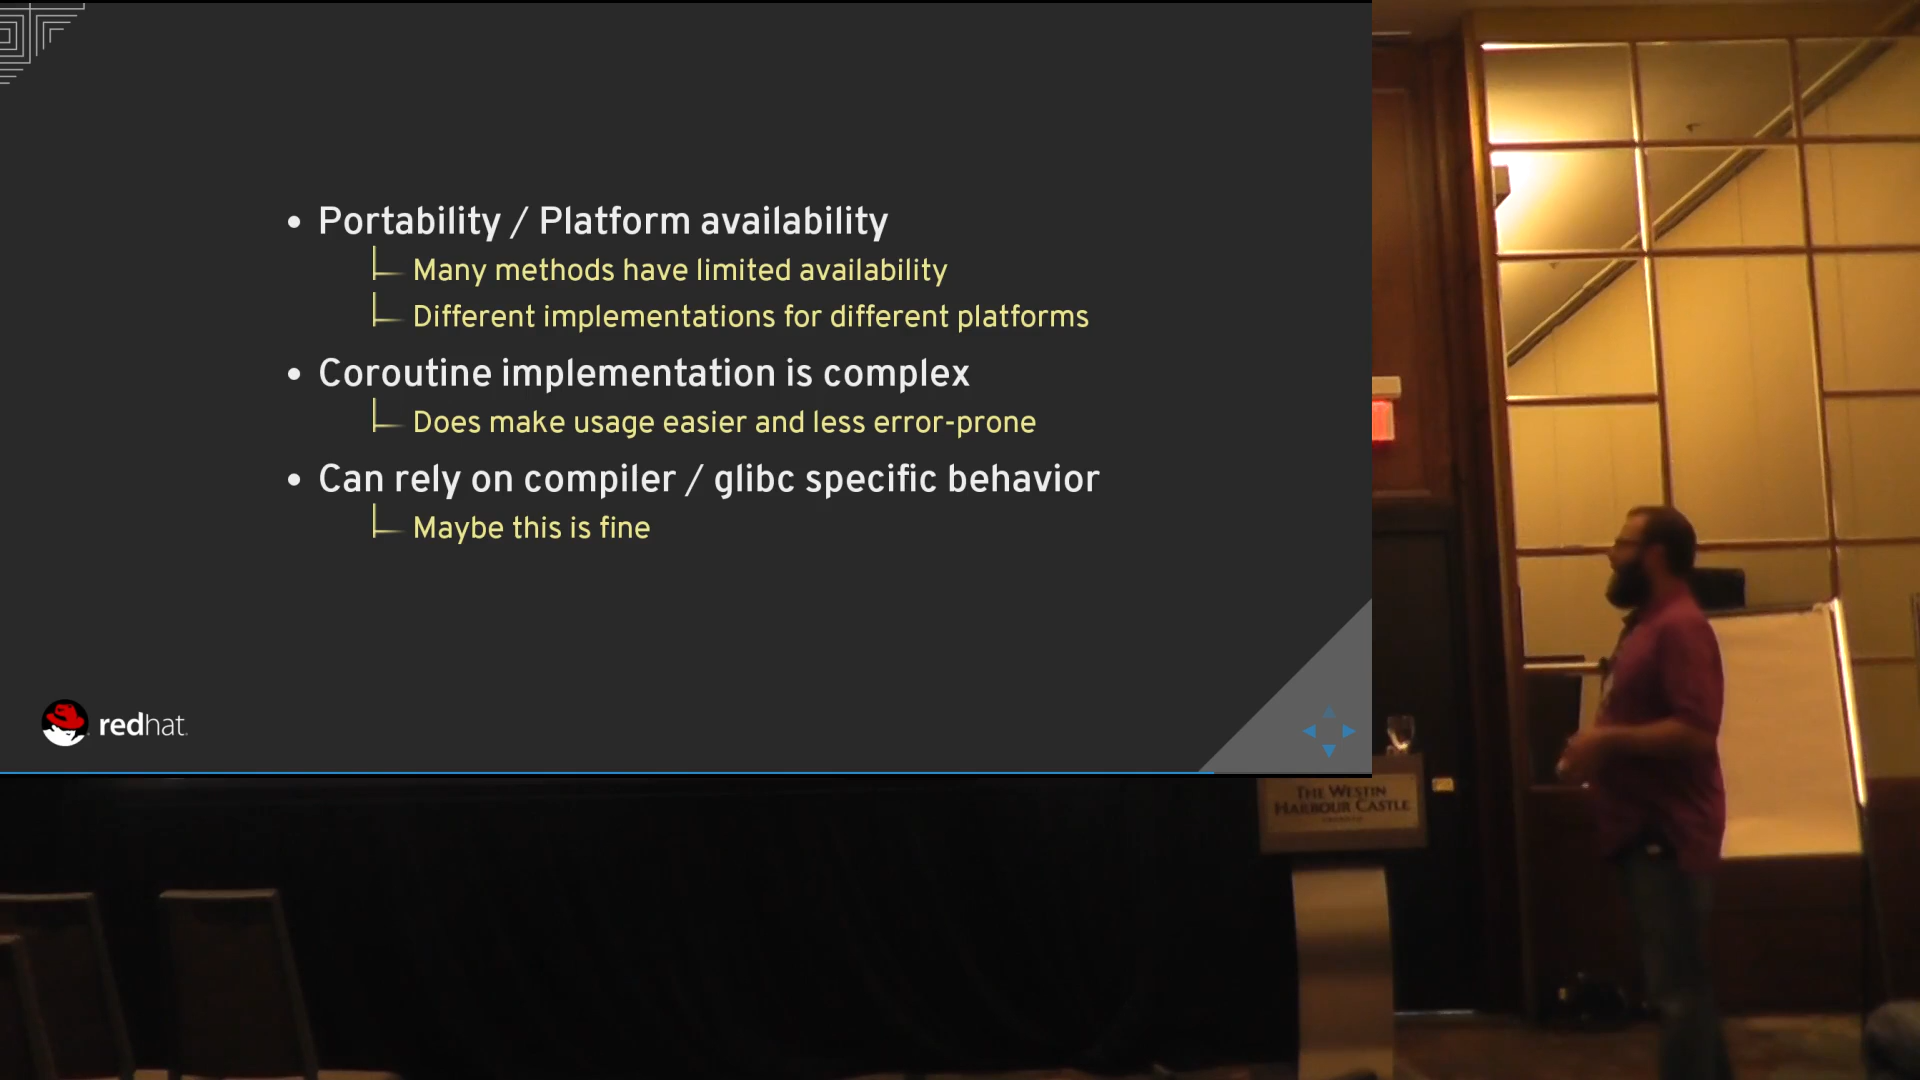 Portability / Platform availability
Many methods have limited availability
Different implementations for different platforms
Coroutine implementation is complex
Does make usage easier and less error-prone
Can rely on compiler / glibc specific behavior
Maybe this is fine
redhat.
THE WESTIN
HARBOUR CASTLE